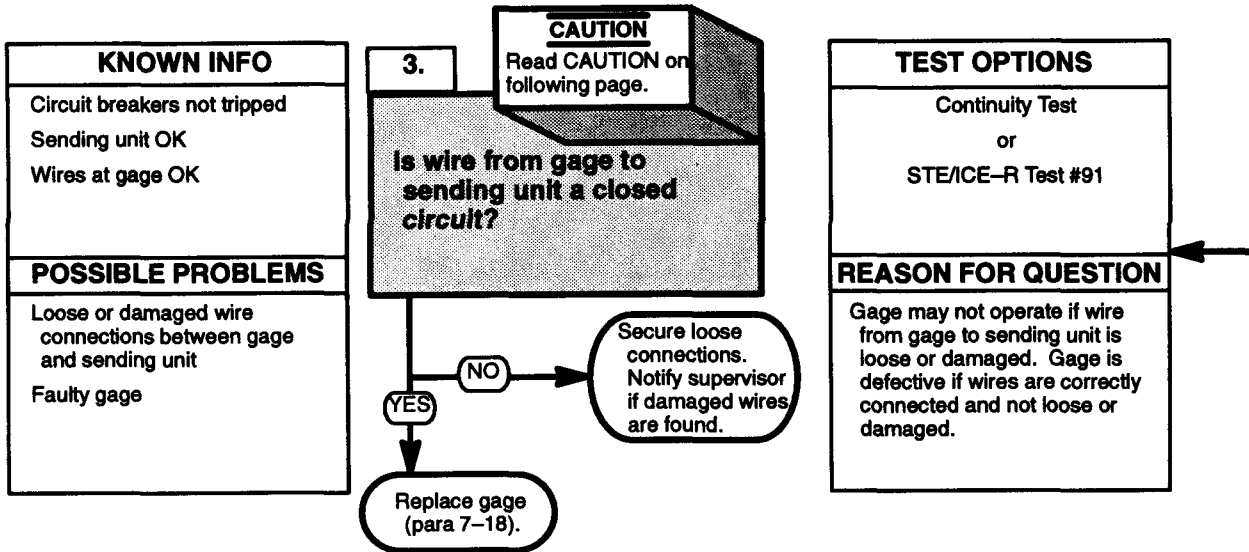 KNOWN INFO
Circuit breakers not tripped
Sending unit OK
Wires at gage OK
POSSIBLE PROBLEMS
Loose or damaged wire
connections between gage
and sending unit
Faulty gage
3.
CAUTION
Read CAUTION on
following page.
Is wire from gage to
sending unit a closed
circuit?
NO
Secure loose
connections.
Notify supervisor
if damaged wires
are found.
YES
Replace gage
(para 7–18).
TEST OPTIONS
Continuity Test
or
STE/ICE–R Test #91
REASON FOR QUESTION
Gage may not operate if wire
from gage to sending unit is
loose or damaged. Gage is
defective if wires are correctly
connected and not loose or
damaged.